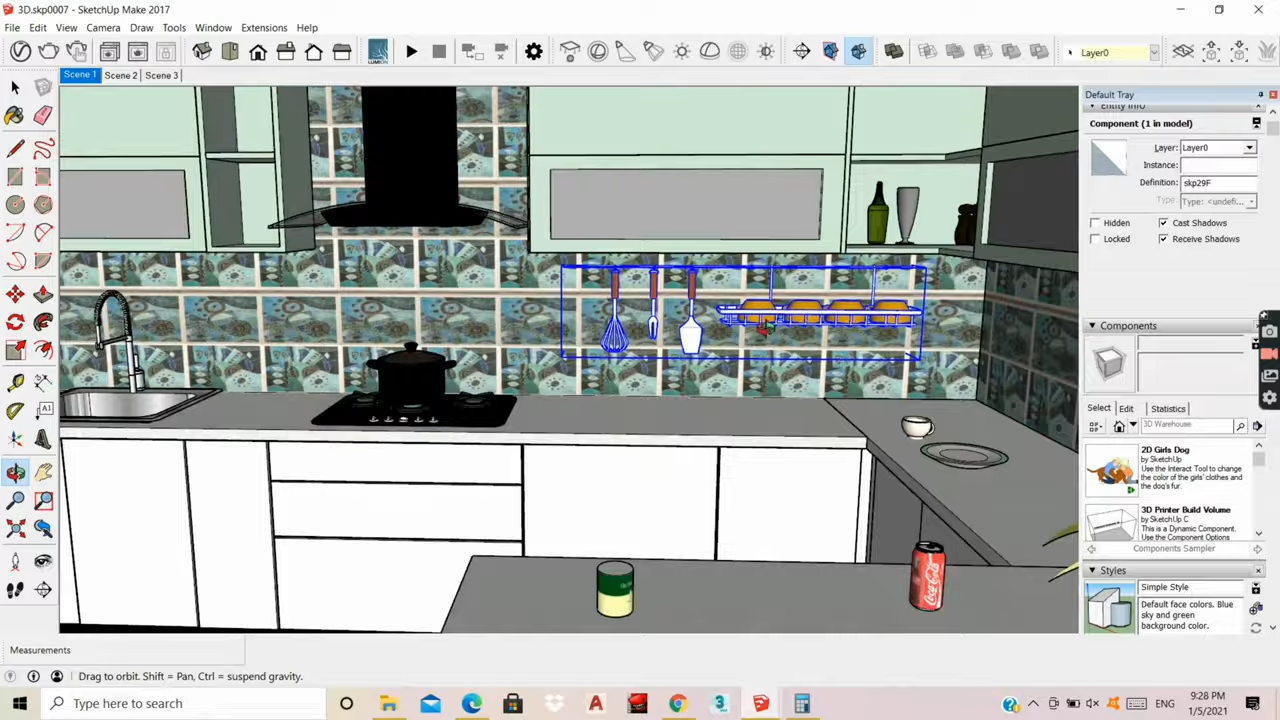 3D.skp0007 - SketchUp Make 2017
File Edit View Camera Draw Tools Window Extensions Help
Layer0
Scene 1 Scene 2 Scene 3
Default Tray
Entity Info
Component (1 in model)
Layer: Layer0
Instance:
Definition: skp29F
Type: Type: <undefi...
Hidden Cast Shadows
Locked Receive Shadows
Components
Select Edit Statistics
3D Warehouse
2D Girls Dog
by SketchUp
Use the Interact Tool to change
the color of the girls' clothes and
the dog's fur.
3D Printer Build Volume
by SketchUp C
This is a Dynamic Component.
Use the Component Options
Components Sampler
Styles
Simple Style
Default face colors. Blue
sky and green
background color.
A1
Coca-Cola
Measurements
Drag to orbit. Shift = Pan, Ctrl = suspend gravity.
Type here to search
ENG
9:28 PM
1/5/2021